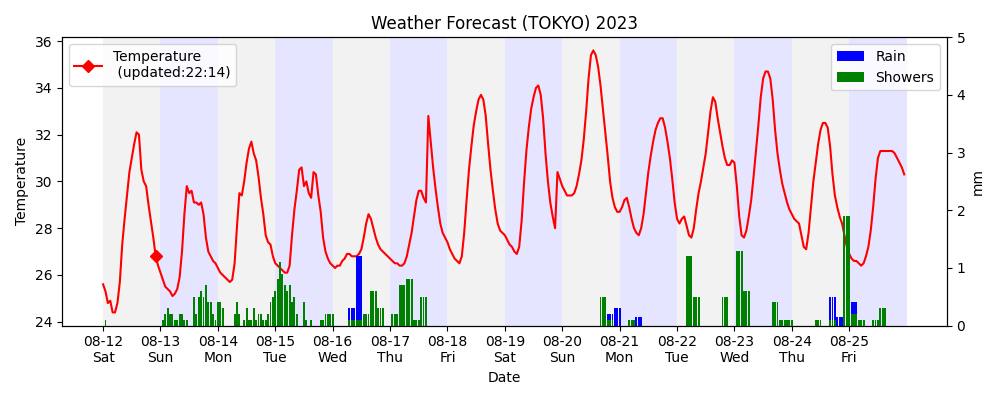 Weather Forecast (TOKYO) 2023
Temperature
(updated:22:14)
Rain
Showers
36
34
32
30
28
26
24
Temperature
5
4
3
2
1
0
mm
08-12 08-13 08-14 08-15 08-16 08-17 08-18 08-19 08-20 08-21 08-22 08-23 08-24 08-25
Sat Sun Mon Tue Wed Thu Fri Sat Sun Mon Tue Wed Thu Fri
Date